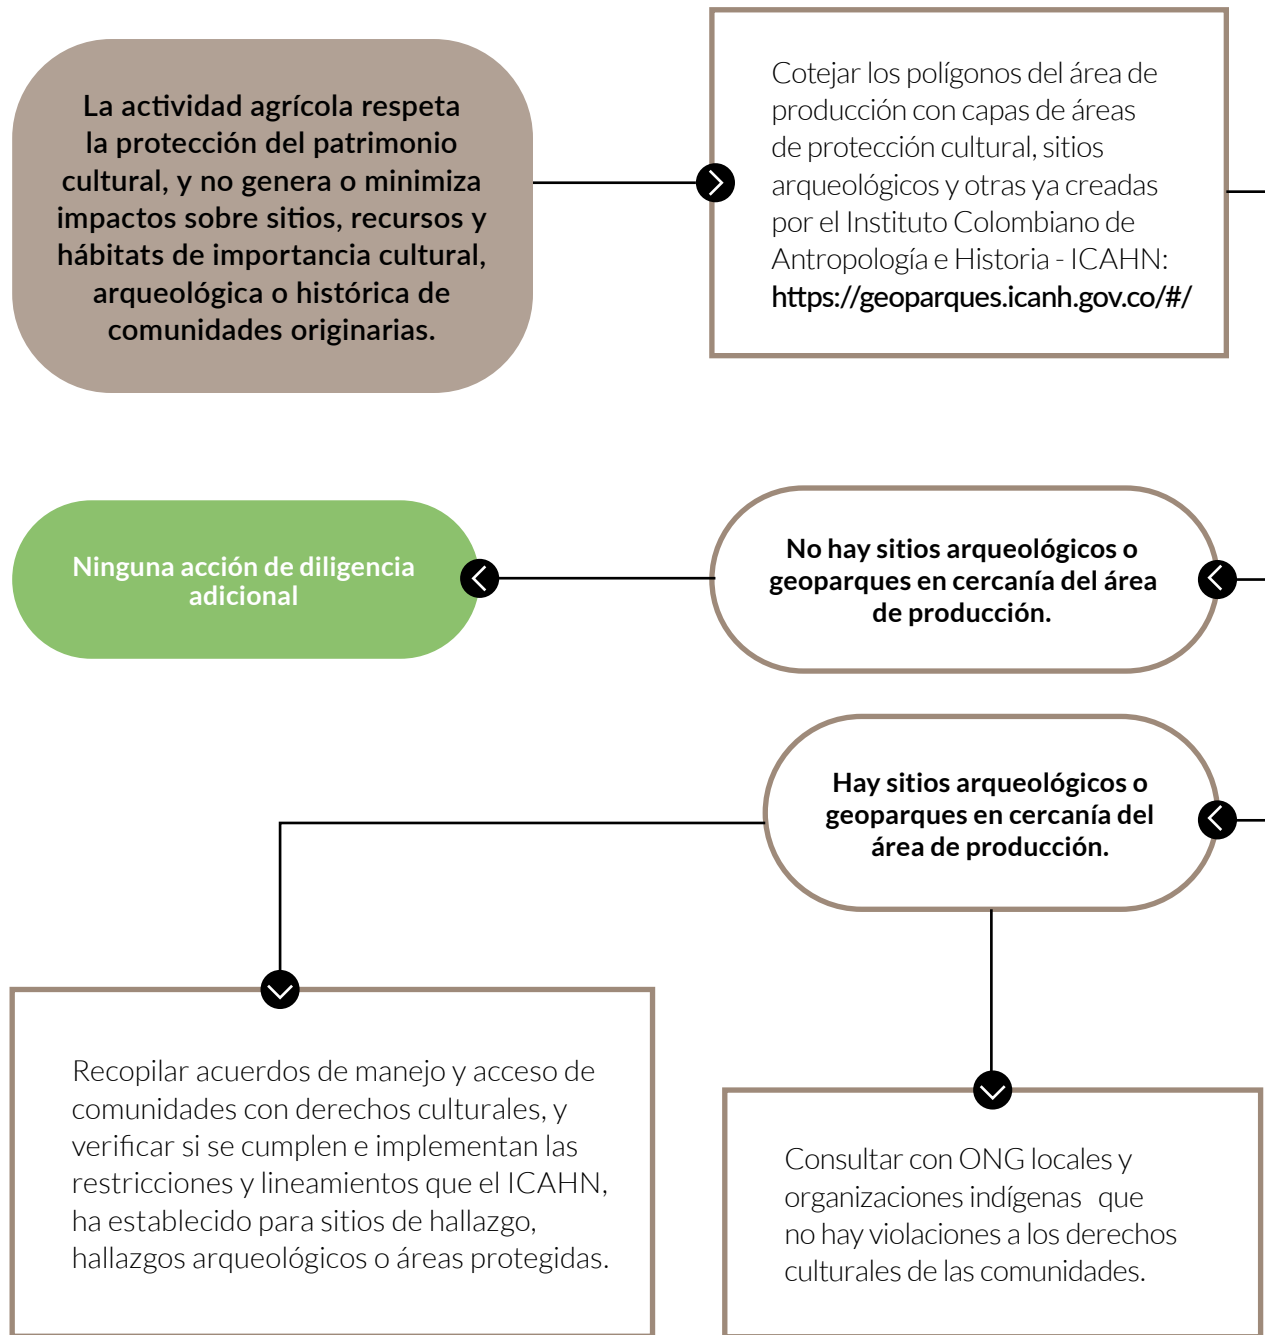 La actividad agrícola respeta
la protección del patrimonio
cultural, y no genera o minimiza
impactos sobre sitios, recursos y
hábitats de importancia cultural,
arqueológica o histórica de
comunidades originarias.
Cotejar los polígonos del área de
producción con capas de áreas
de protección cultural, sitios
arqueológicos y otras ya creadas
por el Instituto Colombiano de
Antropología e Historia - ICAHN:
https://geoparques.icanh.gov.co/#/
Ninguna acción de diligencia
adicional
No hay sitios arqueológicos o
geoparques en cercanía del área
de producción.
Hay sitios arqueológicos o
geoparques en cercanía del
área de producción.
Recopilar acuerdos de manejo y acceso de
comunidades con derechos culturales, y
verificar si se cumplen e implementan las
restricciones y lineamientos que el ICAHN,
ha establecido para sitios de hallazgo,
hallazgos arqueológicos o áreas protegidas.
Consultar con ONG locales y
organizaciones indígenas que
no hay violaciones a los derechos
culturales de las comunidades.